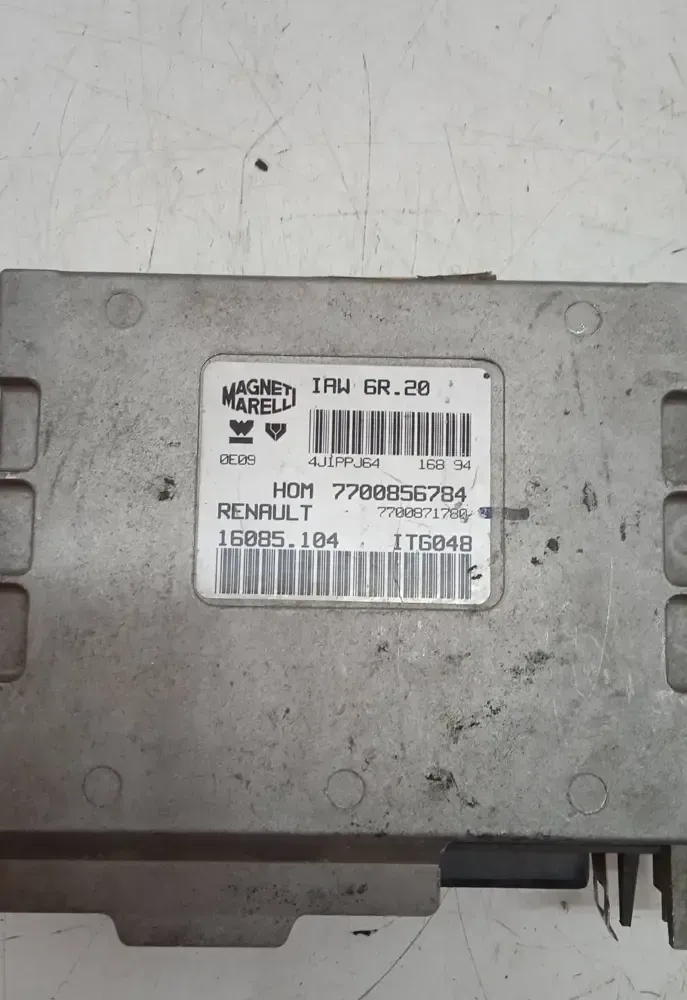 MAGNETI MARELLI IAW 6R.20
0E09 4JIPPJ64 168 94
HOM 7700856784
RENAULT 7700871780
16085.104 ITG048